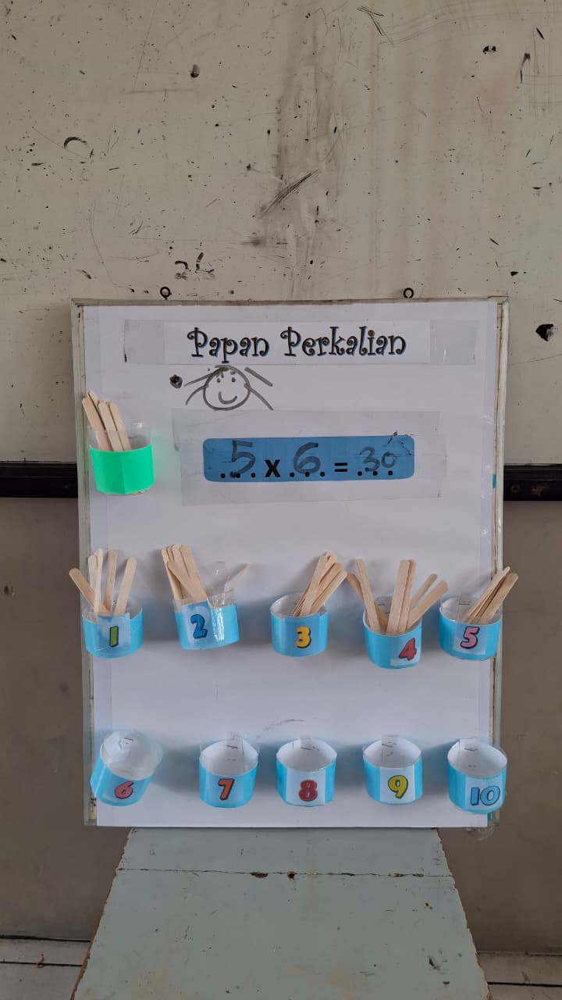 Papan Perkalian
5 x 6 = 30
1 2 3 4 5
6 7 8 9 10